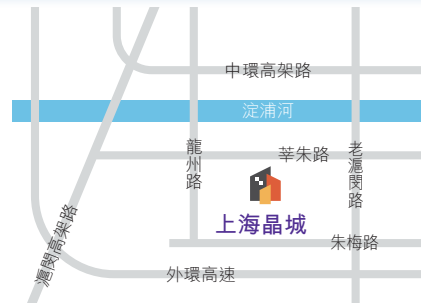 中環高架路
淀浦河
龍州路
莘朱路
老滬閔路
上海晶城
朱梅路
滬閔高架路
外環高速